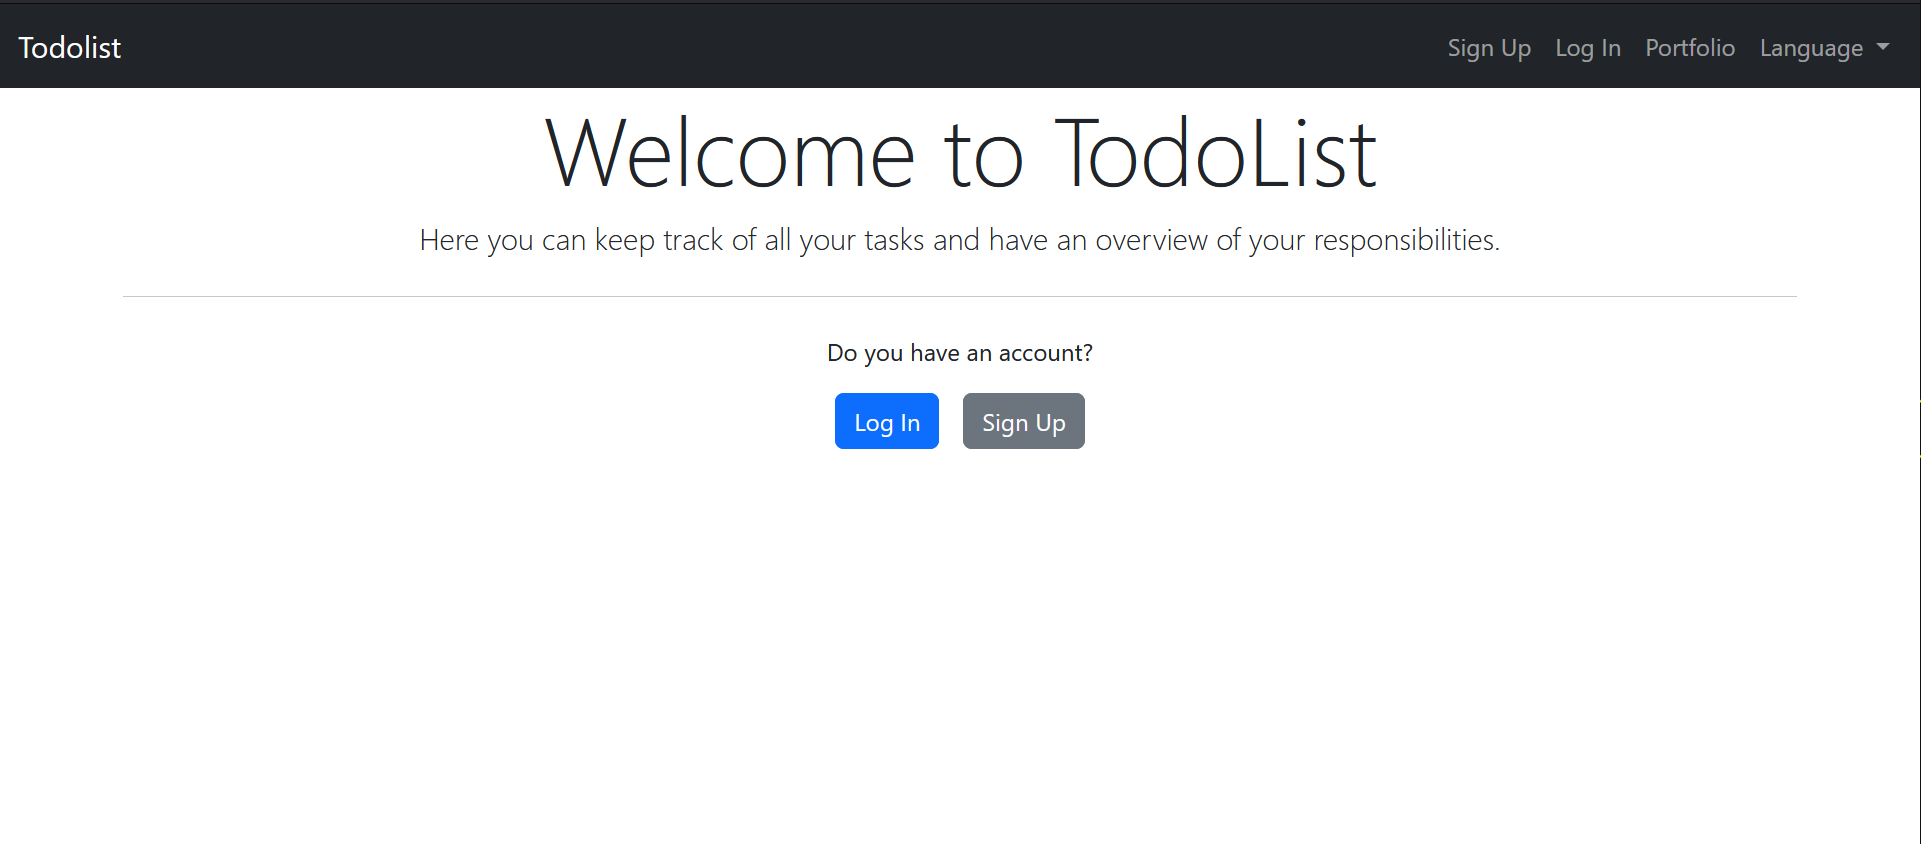 Todolist
Sign Up Log In Portfolio Language
Welcome to TodoList
Here you can keep track of all your tasks and have an overview of your responsibilities.
Do you have an account?
Log In Sign Up